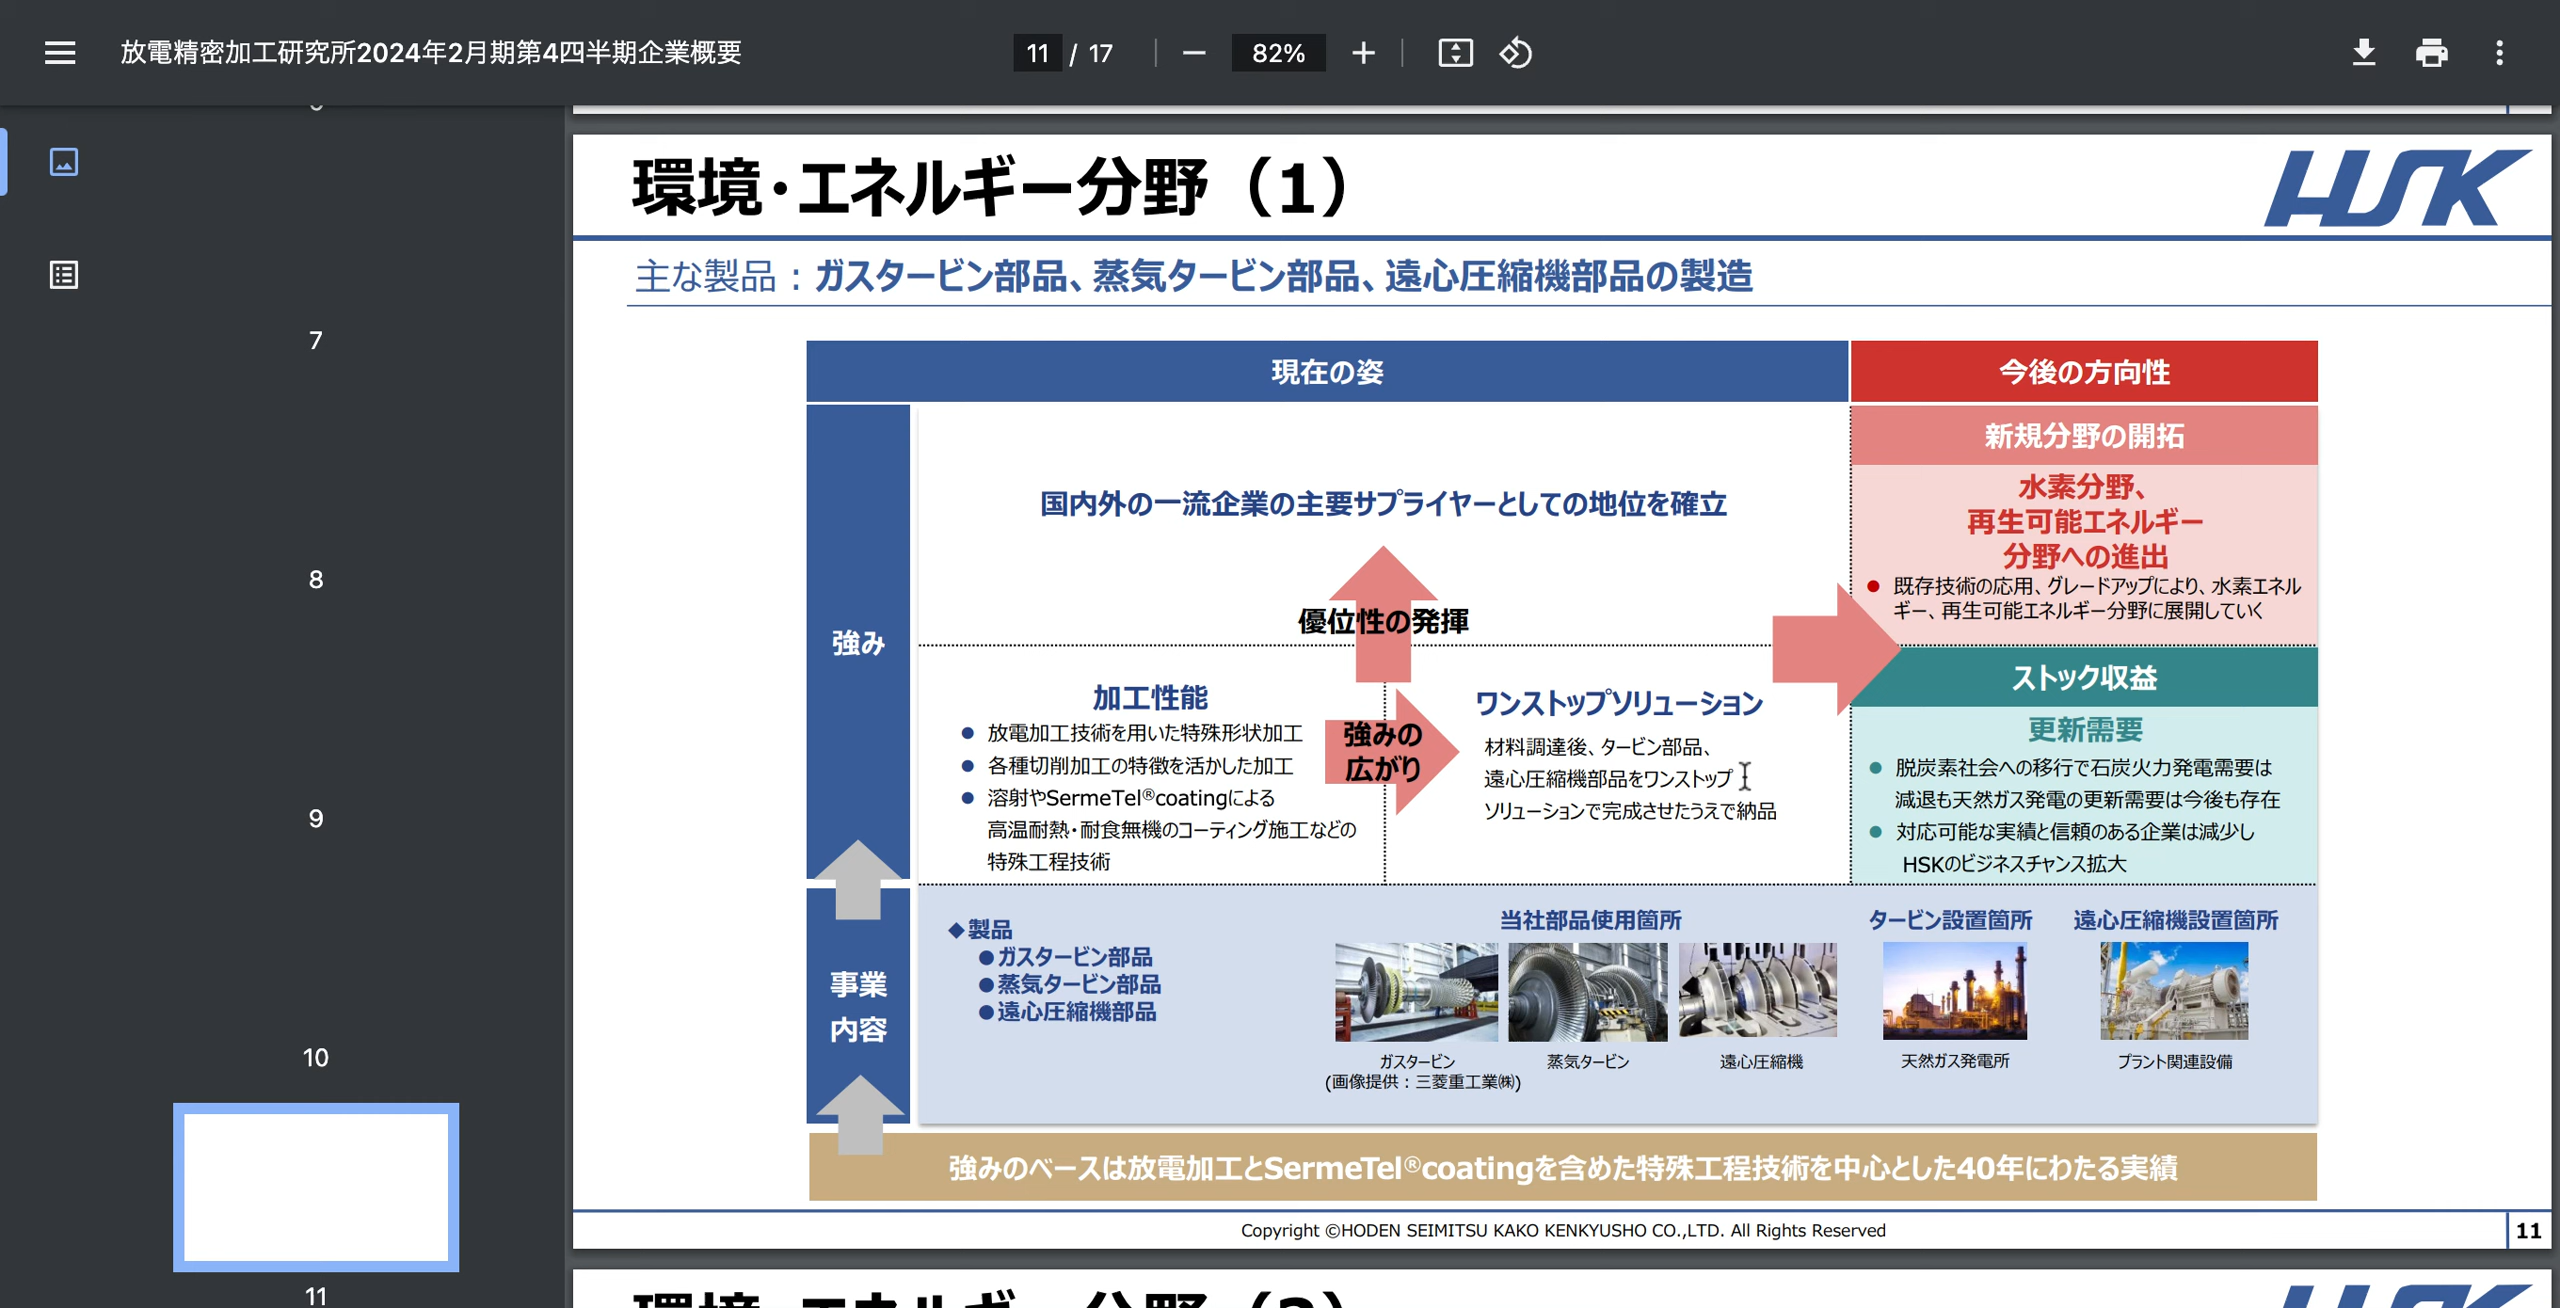 放電精密加工研究所2024年2月期第4四半期企業概要
11 / 17
82%
7
8
9
10
11
環境・エネルギー分野（1）
HSK
主な製品：ガスタービン部品、蒸気タービン部品、遠心圧縮機部品の製造
現在の姿
今後の方向性
強み
国内外の一流企業の主要サプライヤーとしての地位を確立
優位性の発揮
加工性能
● 放電加工技術を用いた特殊形状加工
● 各種切削加工の特徴を活かした加工
● 溶射やSermeTel®coatingによる
高温耐熱・耐食無機のコーティング施工などの
特殊工程技術
強みの
広がり
ワンストップソリューション
材料調達後、タービン部品、
遠心圧縮機部品をワンストップ
ソリューションで完成させたうえで納品
新規分野の開拓
水素分野、
再生可能エネルギー
分野への進出
● 既存技術の応用、グレードアップにより、水素エネル
ギー、再生可能エネルギー分野に展開していく
ストック収益
更新需要
● 脱炭素社会への移行で石炭火力発電需要は
減退も天然ガス発電の更新需要は今後も存在
● 対応可能な実績と信頼のある企業は減少し
HSKのビジネスチャンス拡大
事業
内容
◆製品
●ガスタービン部品
●蒸気タービン部品
●遠心圧縮機部品
当社部品使用箇所
タービン設置箇所
遠心圧縮機設置箇所
ガスタービン
(画像提供：三菱重工業㈱)
蒸気タービン
遠心圧縮機
天然ガス発電所
プラント関連設備
強みのベースは放電加工とSermeTel®coatingを含めた特殊工程技術を中心とした40年にわたる実績
Copyright ©HODEN SEIMITSU KAKO KENKYUSHO CO.,LTD. All Rights Reserved
11
環境・エネルギー分野（2）
HSK